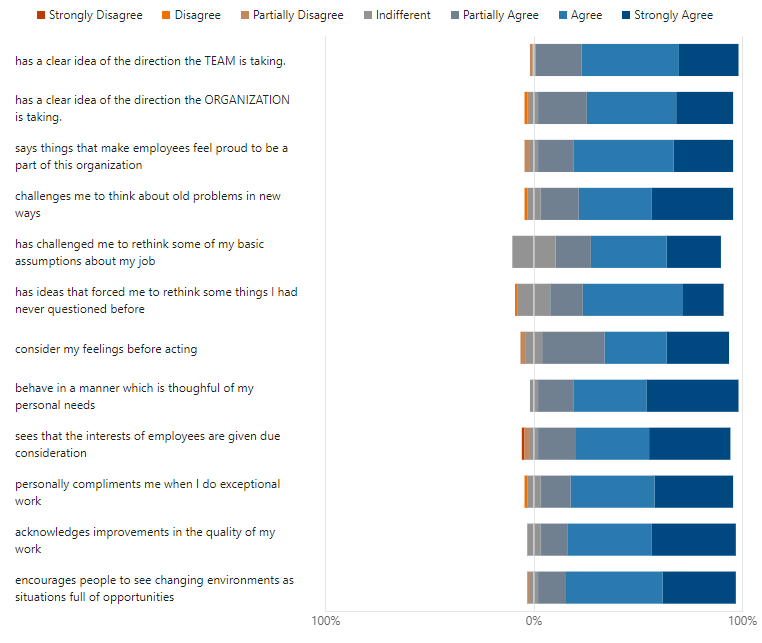 Strongly Disagree Disagree Partially Disagree Indifferent Partially Agree Agree Strongly Agree
has a clear idea of the direction the TEAM is taking.
has a clear idea of the direction the ORGANIZATION
is taking.
says things that make employees feel proud to be a
part of this organization
challenges me to think about old problems in new
ways
has challenged me to rethink some of my basic
assumptions about my job
has ideas that forced me to rethink some things I had
never questioned before
consider my feelings before acting
behave in a manner which is thoughful of my
personal needs
sees that the interests of employees are given due
consideration
personally compliments me when I do exceptional
work
acknowledges improvements in the quality of my
work
encourages people to see changing environments as
situations full of opportunities
100% 0% 100%